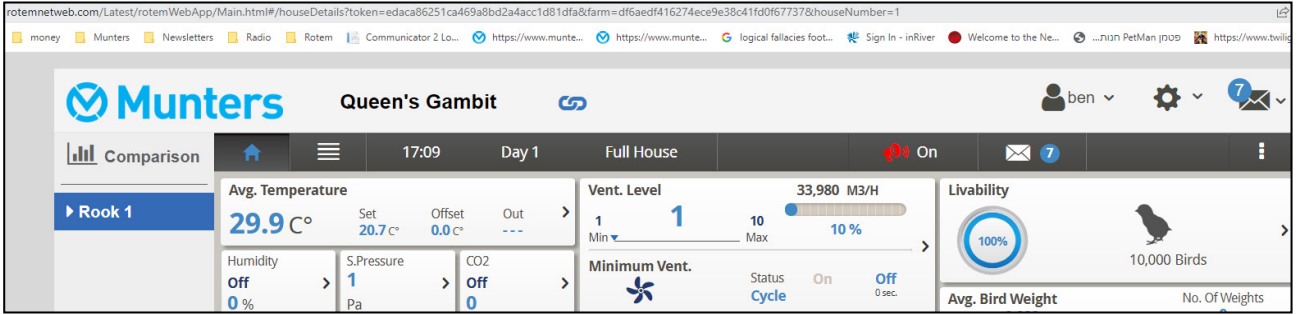 rotemnetweb.com/Latest/rotemWebApp/Main.html#/houseDetails?token=edaca86251ca469a8bd2a4acc1d81dfa&farm=df6aedf416274ece9e38c41fd0f67737&houseNumber=1
money Munters Newsletters Radio Rotem Communicator 2 Lo... https://www.munte... https://www.munte... logical fallacies foot... Sign In - inRiver Welcome to the Ne... פטמן PetMan חנות... https://www.twilig
Munters Queen's Gambit ben 7
Comparison 17:09 Day 1 Full House On 7
Rook 1
Avg. Temperature
29.9 C°
Set Offset Out
20.7 C° 0.0 C° ---
Humidity
Off
0 %
S.Pressure
1
Pa
CO2
Off
0
Vent. Level 33,980 M3/H
1 1 10
Min Max 10 %
Minimum Vent.
Status On Off
Cycle 0 sec.
Livability
100%
10,000 Birds
Avg. Bird Weight No. Of Weights